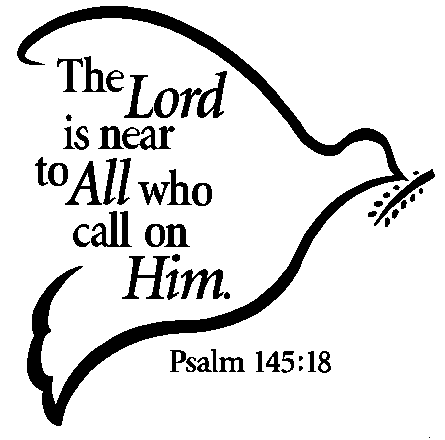 The Lord
is near
to All who
call on
Him.
Psalm 145:18